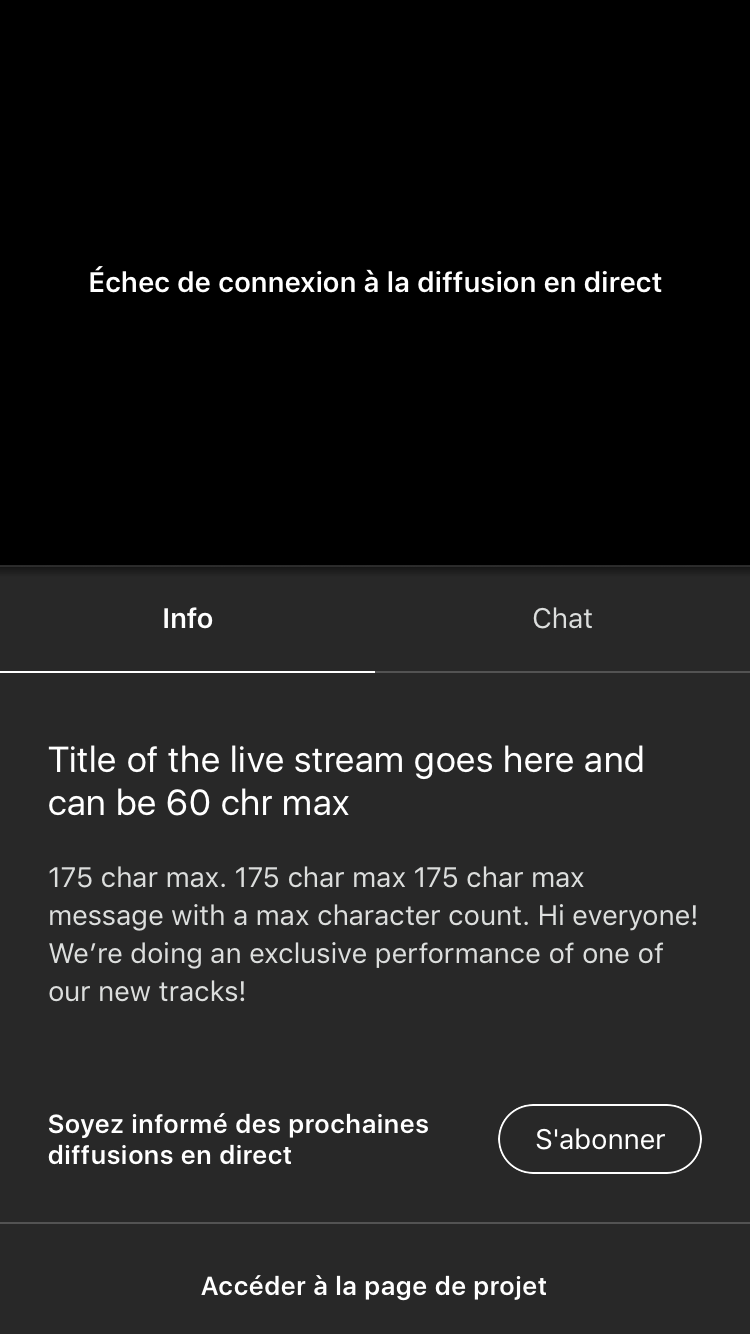 Échec de connexion à la diffusion en direct
Info
Chat
Title of the live stream goes here and
can be 60 chr max
175 char max. 175 char max 175 char max
message with a max character count. Hi everyone!
We’re doing an exclusive performance of one of
our new tracks!
Soyez informé des prochaines
diffusions en direct
S'abonner
Accéder à la page de projet